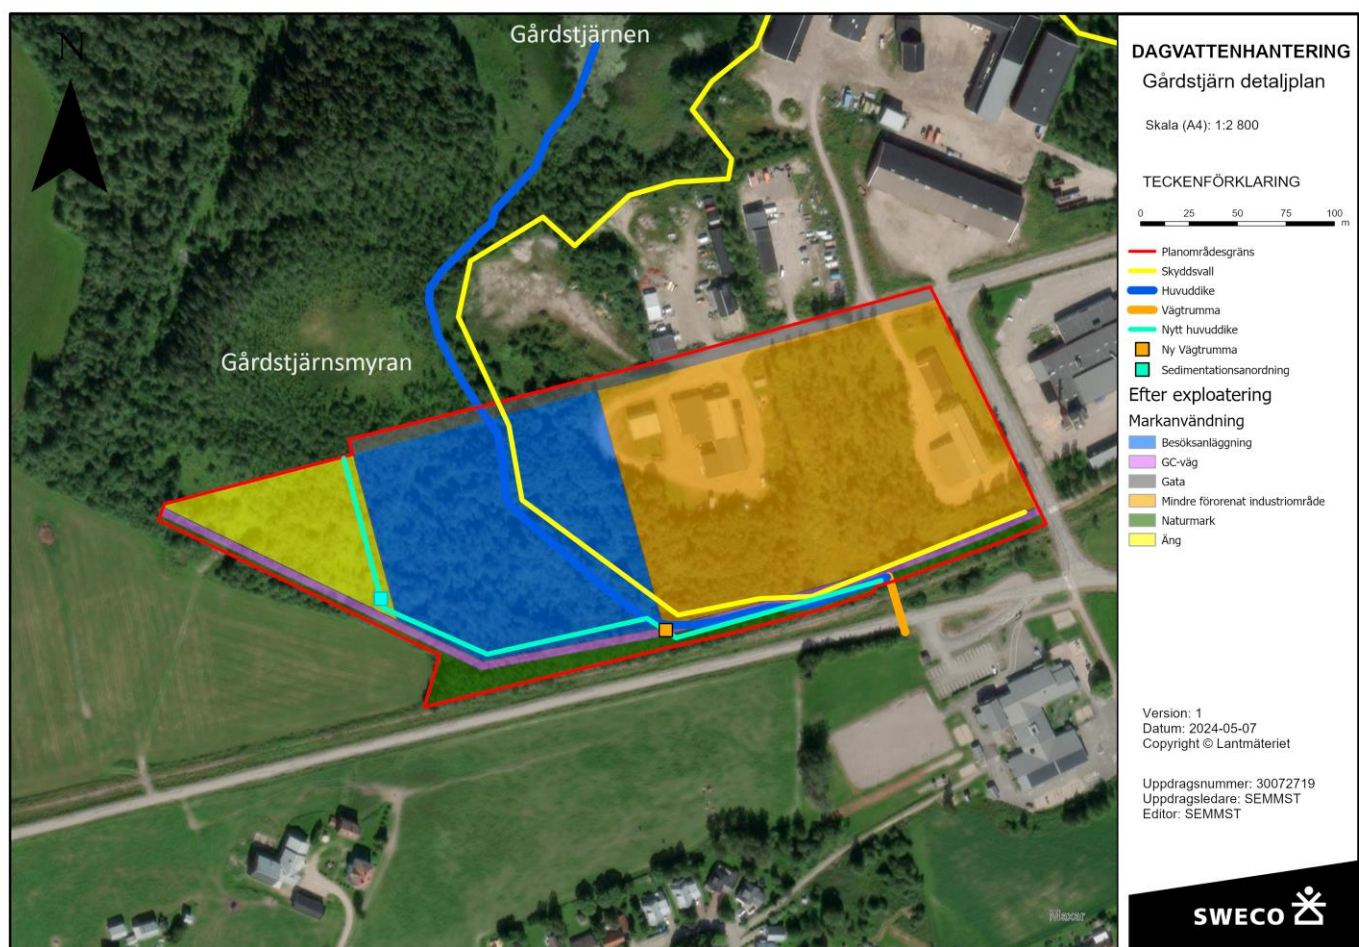 N
Gårdstjärnen
Gårdstjärnsmyran
Maxar
DAGVATTENHANTERING
Gårdstjärn detaljplan
Skala (A4): 1:2 800
TECKENFÖRKLARING
0 25 50 75 100
m
Planområdesgräns
Skyddsvall
Huvuddike
Vägtrumma
Nytt huvuddike
Ny Vägtrumma
Sedimentationsanordning
Efter exploatering
Markanvändning
Besöksanläggning
GC-väg
Gata
Mindre förorenat industriområde
Naturmark
Äng
Version: 1
Datum: 2024-05-07
Copyright © Lantmäteriet
Uppdragsnummer: 30072719
Uppdragsledare: SEMMST
Editor: SEMMST
SWECO